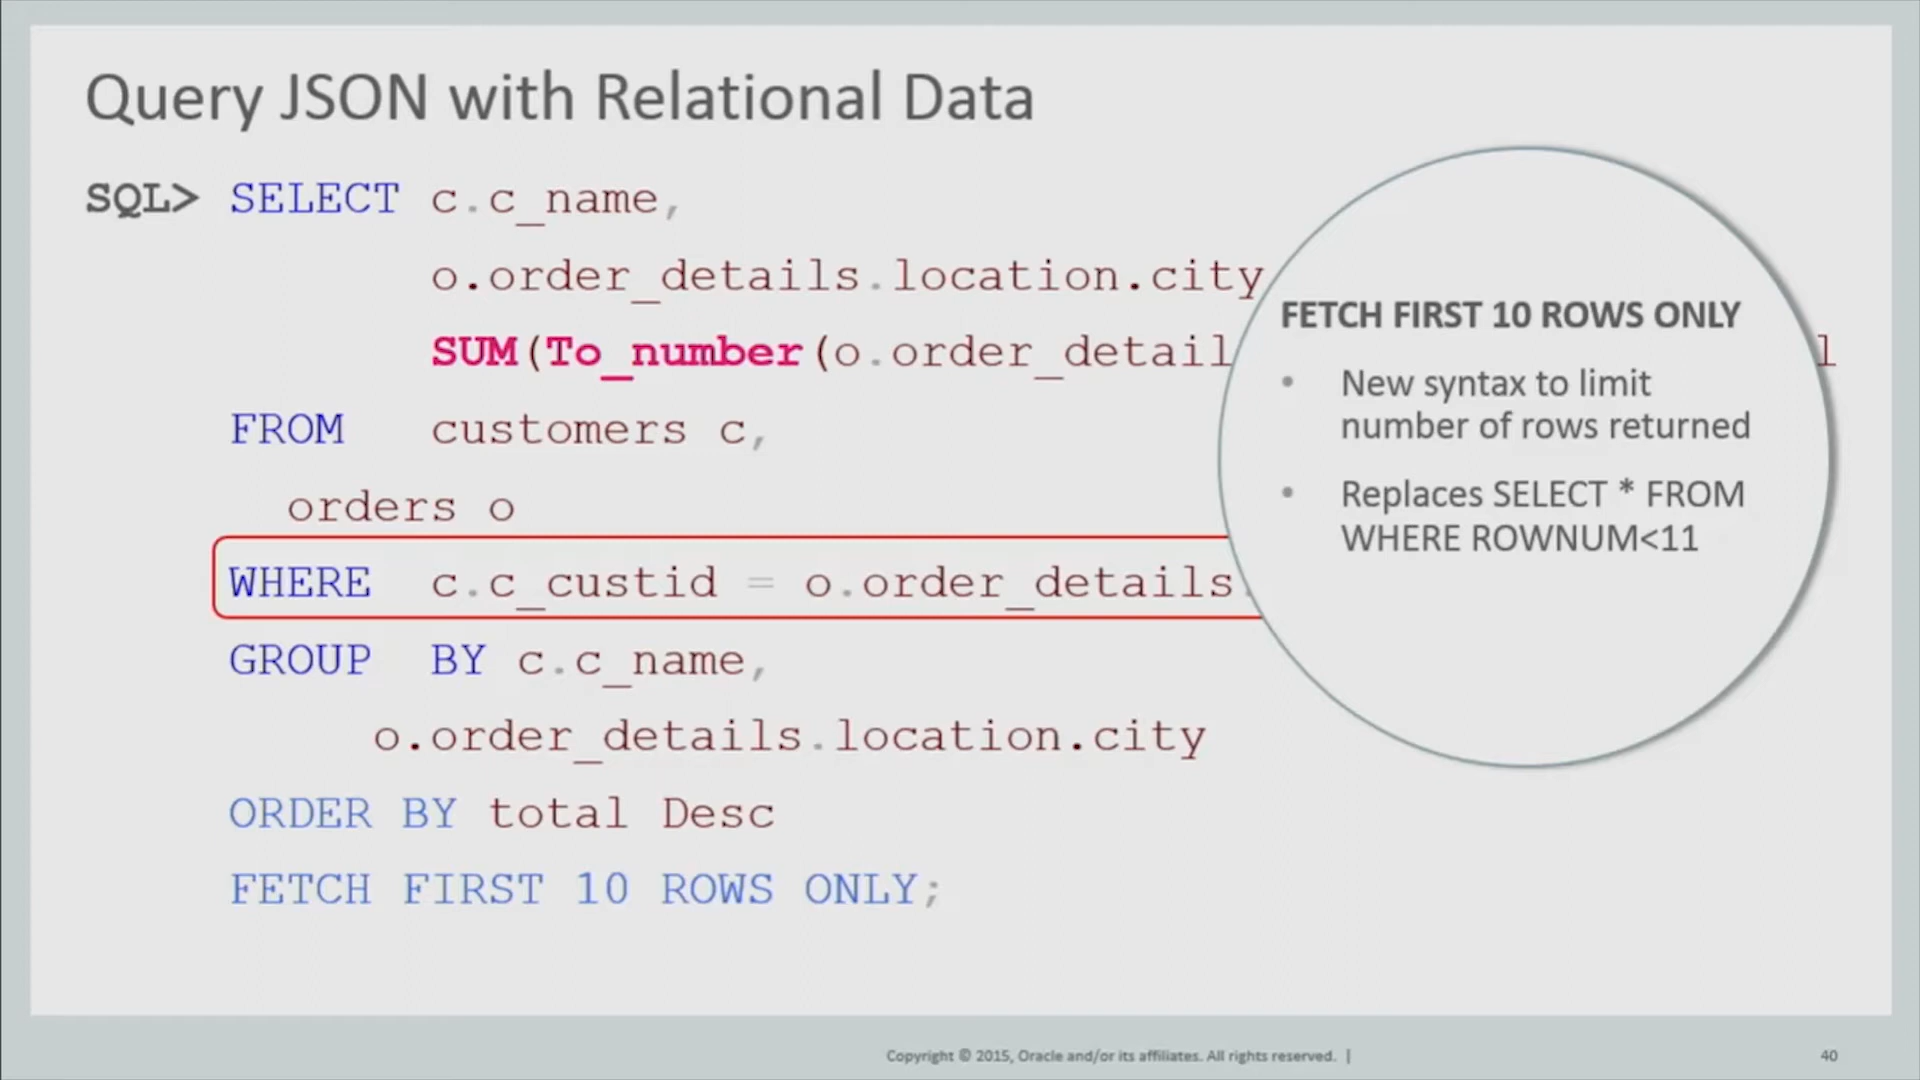 Query JSON with Relational Data
SQL> SELECT c.c_name,
o.order_details.location.city
SUM(To_number(o.order_detail
FROM customers c,
orders o
WHERE c.c_custid = o.order_details.
GROUP BY c.c_name,
o.order_details.location.city
ORDER BY total Desc
FETCH FIRST 10 ROWS ONLY;
FETCH FIRST 10 ROWS ONLY
• New syntax to limit
number of rows returned
• Replaces SELECT * FROM
WHERE ROWNUM<11
Copyright © 2015, Oracle and/or its affiliates. All rights reserved. |
40